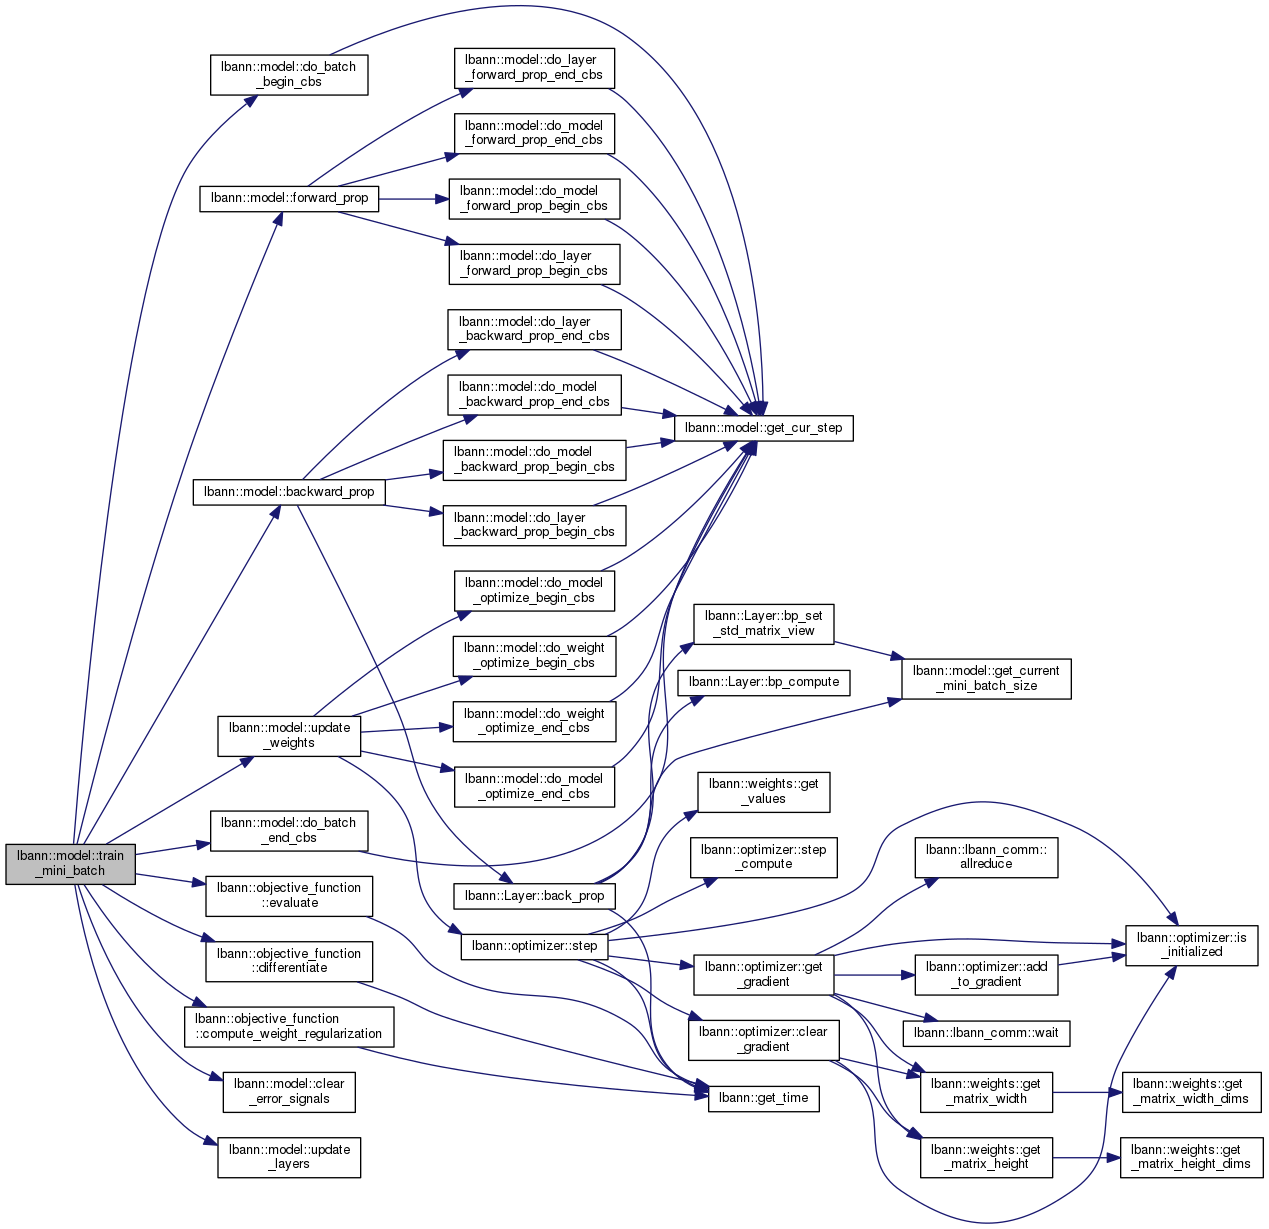 lbann::model::train
_mini_batch
lbann::model::do_batch
_begin_cbs
lbann::model::forward_prop
lbann::model::backward_prop
lbann::model::update
_weights
lbann::model::do_batch
_end_cbs
lbann::objective_function
::evaluate
lbann::objective_function
::differentiate
lbann::objective_function
::compute_weight_regularization
lbann::model::clear
_error_signals
lbann::model::update
_layers
lbann::model::do_layer
_forward_prop_end_cbs
lbann::model::do_model
_forward_prop_end_cbs
lbann::model::do_model
_forward_prop_begin_cbs
lbann::model::do_layer
_forward_prop_begin_cbs
lbann::model::do_layer
_backward_prop_end_cbs
lbann::model::do_model
_backward_prop_end_cbs
lbann::model::do_model
_backward_prop_begin_cbs
lbann::model::do_layer
_backward_prop_begin_cbs
lbann::model::do_model
_optimize_begin_cbs
lbann::model::do_weight
_optimize_begin_cbs
lbann::model::do_weight
_optimize_end_cbs
lbann::model::do_model
_optimize_end_cbs
lbann::Layer::back_prop
lbann::optimizer::step
lbann::model::get_cur_step
lbann::Layer::bp_set
_std_matrix_view
lbann::Layer::bp_compute
lbann::weights::get
_values
lbann::optimizer::step
_compute
lbann::optimizer::get
_gradient
lbann::optimizer::clear
_gradient
lbann::get_time
lbann::model::get_current
_mini_batch_size
lbann::lbann_comm::
allreduce
lbann::optimizer::add
_to_gradient
lbann::lbann_comm::wait
lbann::weights::get
_matrix_width
lbann::weights::get
_matrix_height
lbann::optimizer::is
_initialized
lbann::weights::get
_matrix_width_dims
lbann::weights::get
_matrix_height_dims